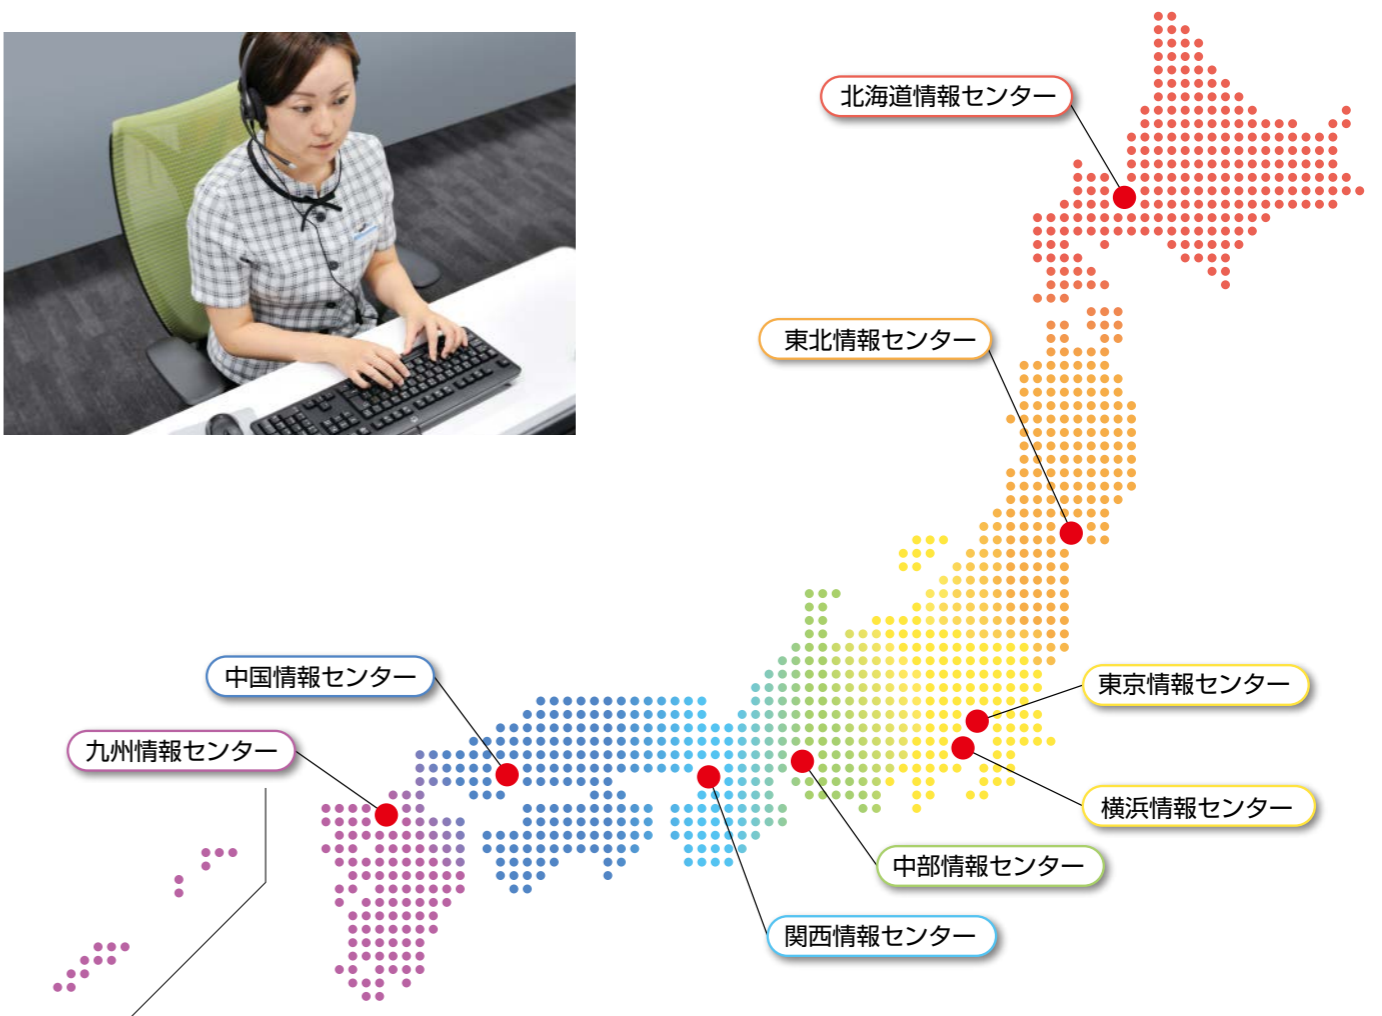 北海道情報センター
東北情報センター
中国情報センター
東京情報センター
九州情報センター
横浜情報センター
中部情報センター
関西情報センター